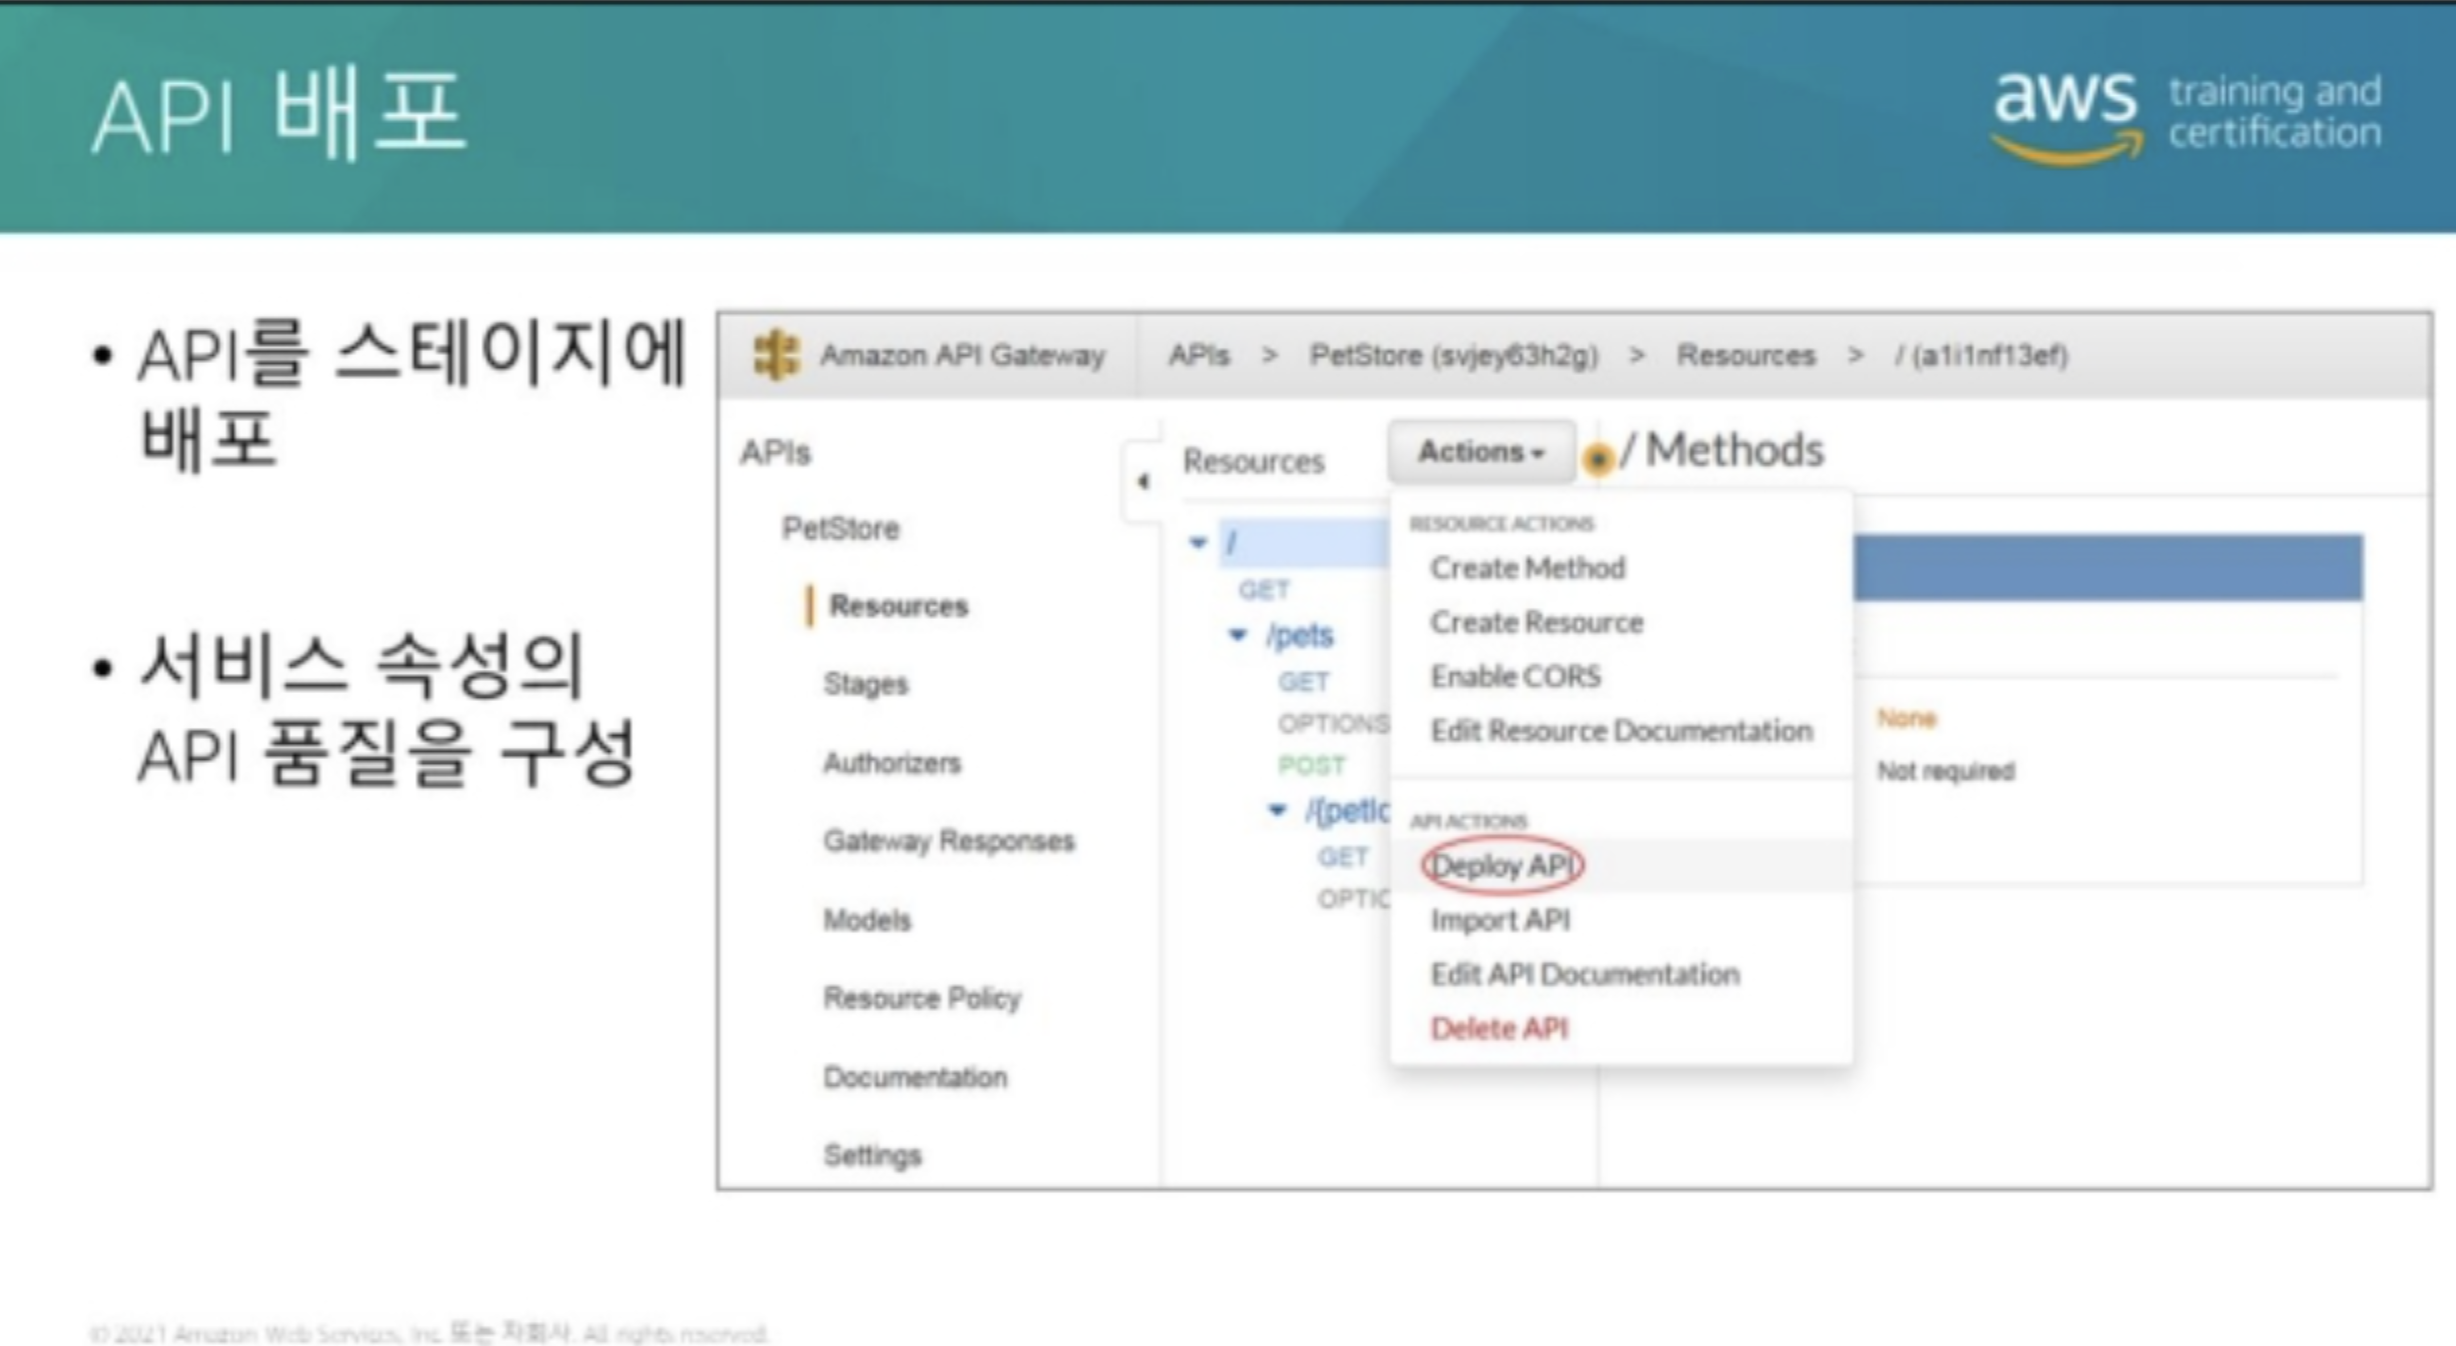 API 배포
aws training and
certification
• API를 스테이지에
배포
• 서비스 속성의
API 품질을 구성
Amazon API Gateway
APIs > PetStore (svjey63h2g) > Resources > / (a1i1nf13ef)
APIs
PetStore
Resources
Stages
Authorizers
Gateway Responses
Models
Resource Policy
Documentation
Settings
Resources
/
GET
/pets
GET
OPTIONS
POST
/{petId
GET
OPTIO
Actions
RESOURCE ACTIONS
Create Method
Create Resource
Enable CORS
Edit Resource Documentation
API ACTIONS
Deploy API
Import API
Edit API Documentation
Delete API
/ Methods
None
Not required
© 2021 Amazon Web Services, Inc. 또는 자회사. All rights reserved.